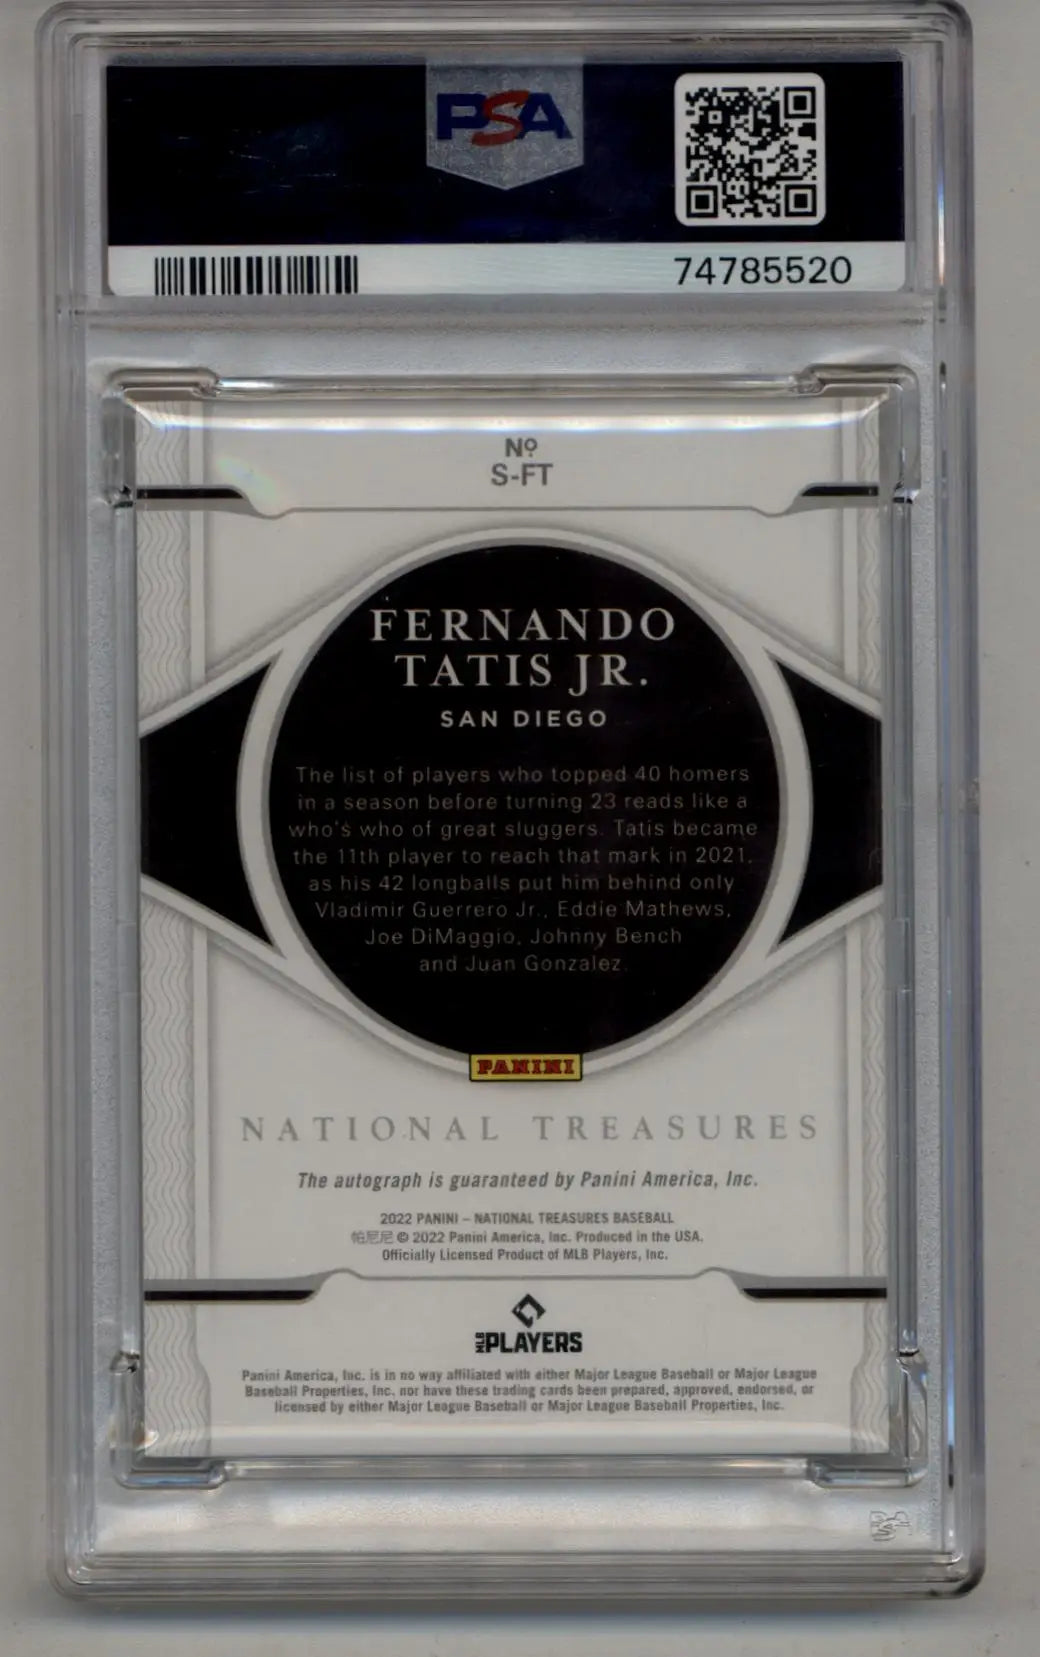 PSA
74785520
Nº
S-FT
FERNANDO
TATIS JR.
SAN DIEGO
The list of players who topped 40 homers
in a season before turning 23 reads like a
who's who of great sluggers. Tatis became
the 11th player to reach that mark in 2021,
as his 42 longballs put him behind only
Vladimir Guerrero Jr., Eddie Mathews,
Joe DiMaggio, Johnny Bench
and Juan Gonzalez.
PANINI
NATIONAL TREASURES
The autograph is guaranteed by Panini America, Inc.
2022 PANINI – NATIONAL TREASURES BASEBALL
帕尼尼 © 2022 Panini America, Inc. Produced in the USA.
Officially Licensed Product of MLB Players, Inc.
MLB PLAYERS
Panini America, Inc. is in no way affiliated with either Major League Baseball or Major League
Baseball Properties, Inc, nor have these trading cards been prepared, approved, endorsed, or
licensed by either Major League Baseball or Major League Baseball Properties, Inc.